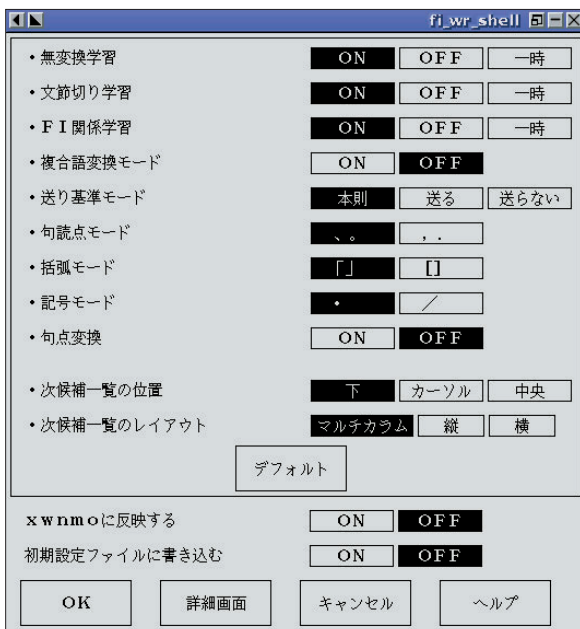 fi_wr_shell
・無変換学習 ON OFF 一時
・文節切り学習 ON OFF 一時
・ＦＩ関係学習 ON OFF 一時
・複合語変換モード ON OFF
・送り基準モード 本則 送る 送らない
・句読点モード 、。 ，．
・括弧モード 「」 []
・記号モード ・ ／
・句点変換 ON OFF
・次候補一覧の位置 下 カーソル 中央
・次候補一覧のレイアウト マルチカラム 縦 横
デフォルト
xwnmoに反映する ON OFF
初期設定ファイルに書き込む ON OFF
OK 詳細画面 キャンセル ヘルプ